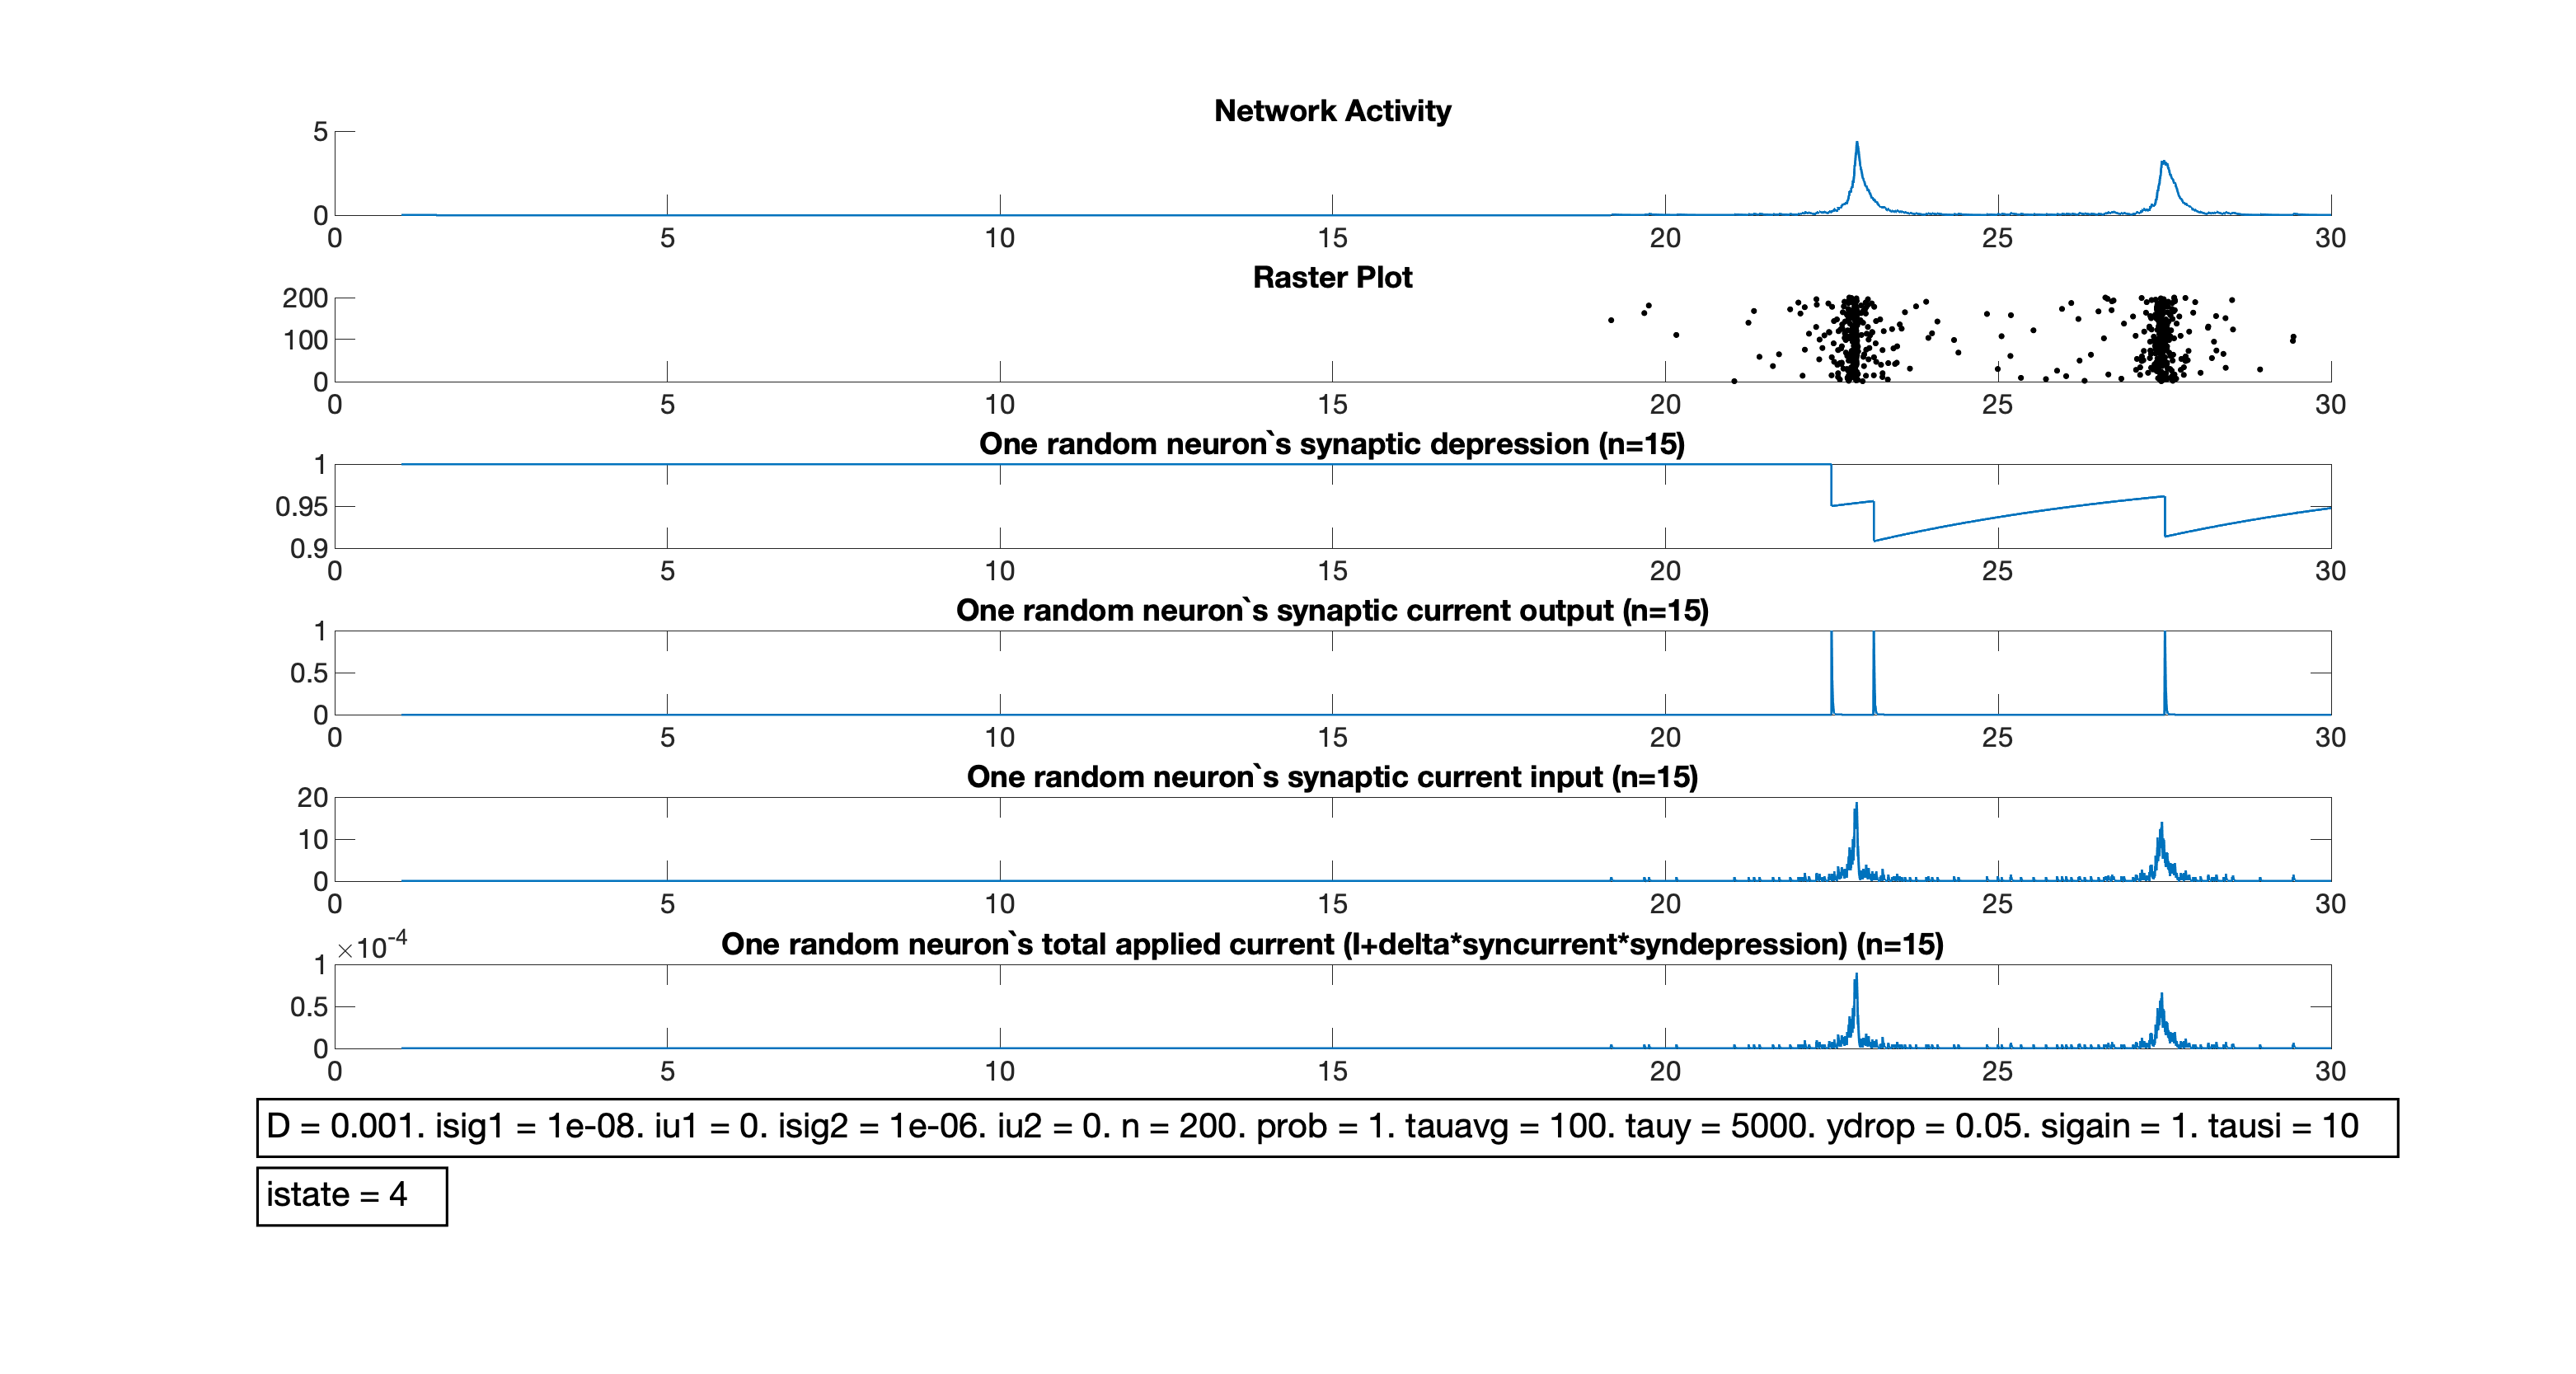 Network Activity
5
0
0 5 10 15 20 25 30
Raster Plot
200
100
0
0 5 10 15 20 25 30
One random neuron`s synaptic depression (n=15)
1
0.95
0.9
0 5 10 15 20 25 30
One random neuron`s synaptic current output (n=15)
1
0.5
0
0 5 10 15 20 25 30
One random neuron`s synaptic current input (n=15)
20
10
0
0 5 10 15 20 25 30
One random neuron`s total applied current (I+delta*syncurrent*syndepression) (n=15)
×10^-4
1
0.5
0
0 5 10 15 20 25 30
D = 0.001. isig1 = 1e-08. iu1 = 0. isig2 = 1e-06. iu2 = 0. n = 200. prob = 1. tauavg = 100. tauy = 5000. ydrop = 0.05. sigain = 1. tausi = 10
istate = 4